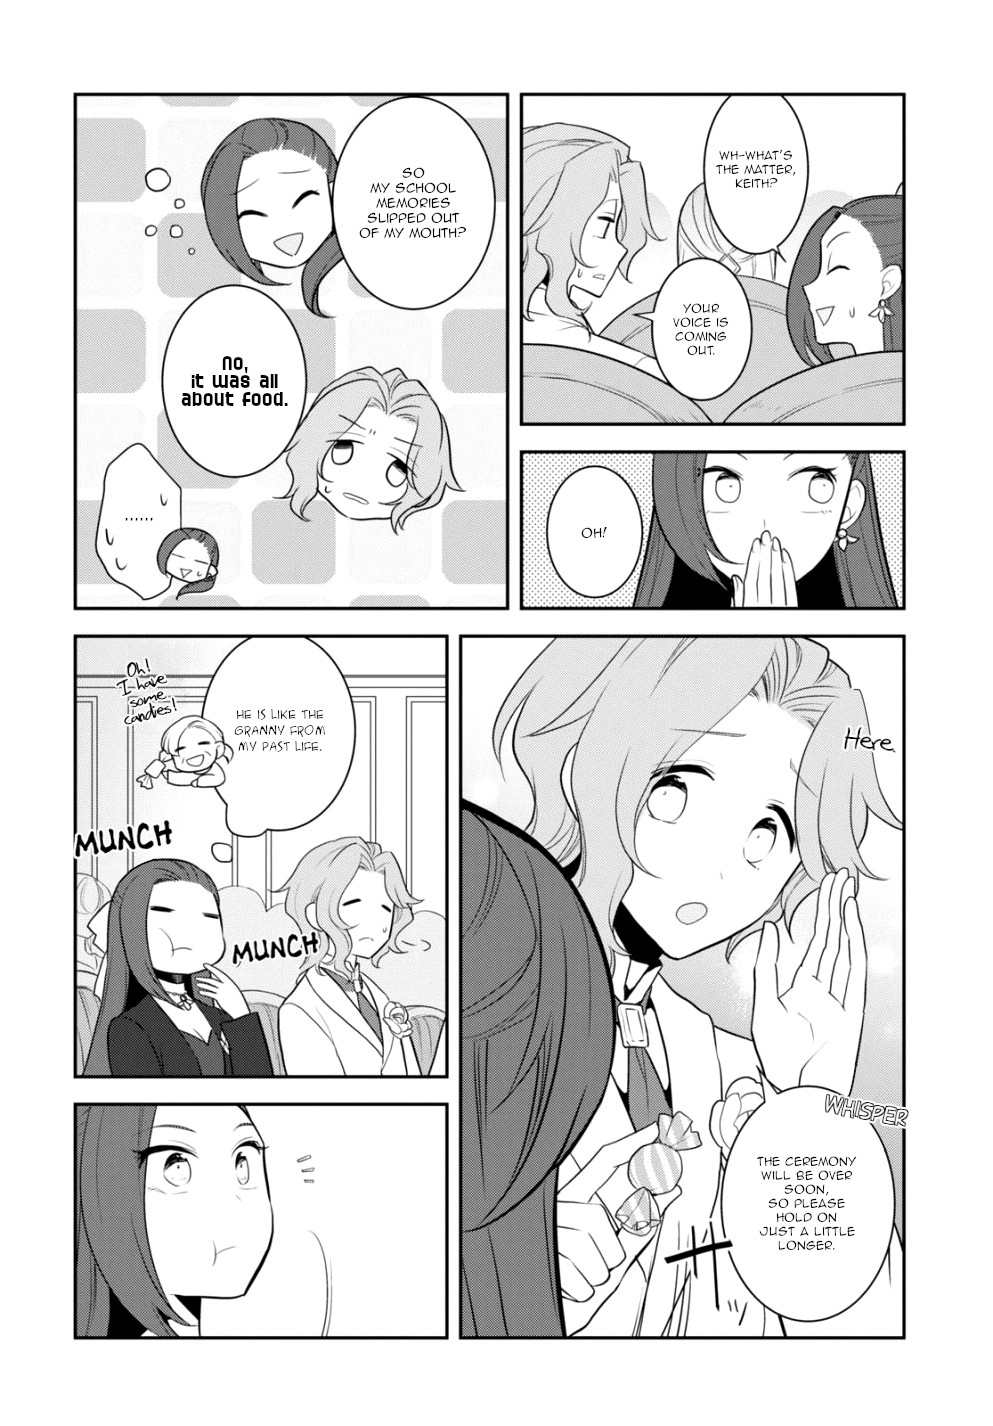 WH-WHAT'S
THE MATTER,
KEITH?
YOUR
VOICE IS
COMING
OUT.
SO
MY SCHOOL
MEMORIES
SLIPPED OUT
OF MY MOUTH?
No,
it was all
about food.
......
OH!
Here.
WHISPER
THE CEREMONY
WILL BE OVER
SOON,
SO PLEASE
HOLD ON
JUST A LITTLE
LONGER.
サッ
HE IS LIKE THE
GRANNY FROM
MY PAST LIFE.
Oh!
I have
some
candies!
MUNCH
MUNCH